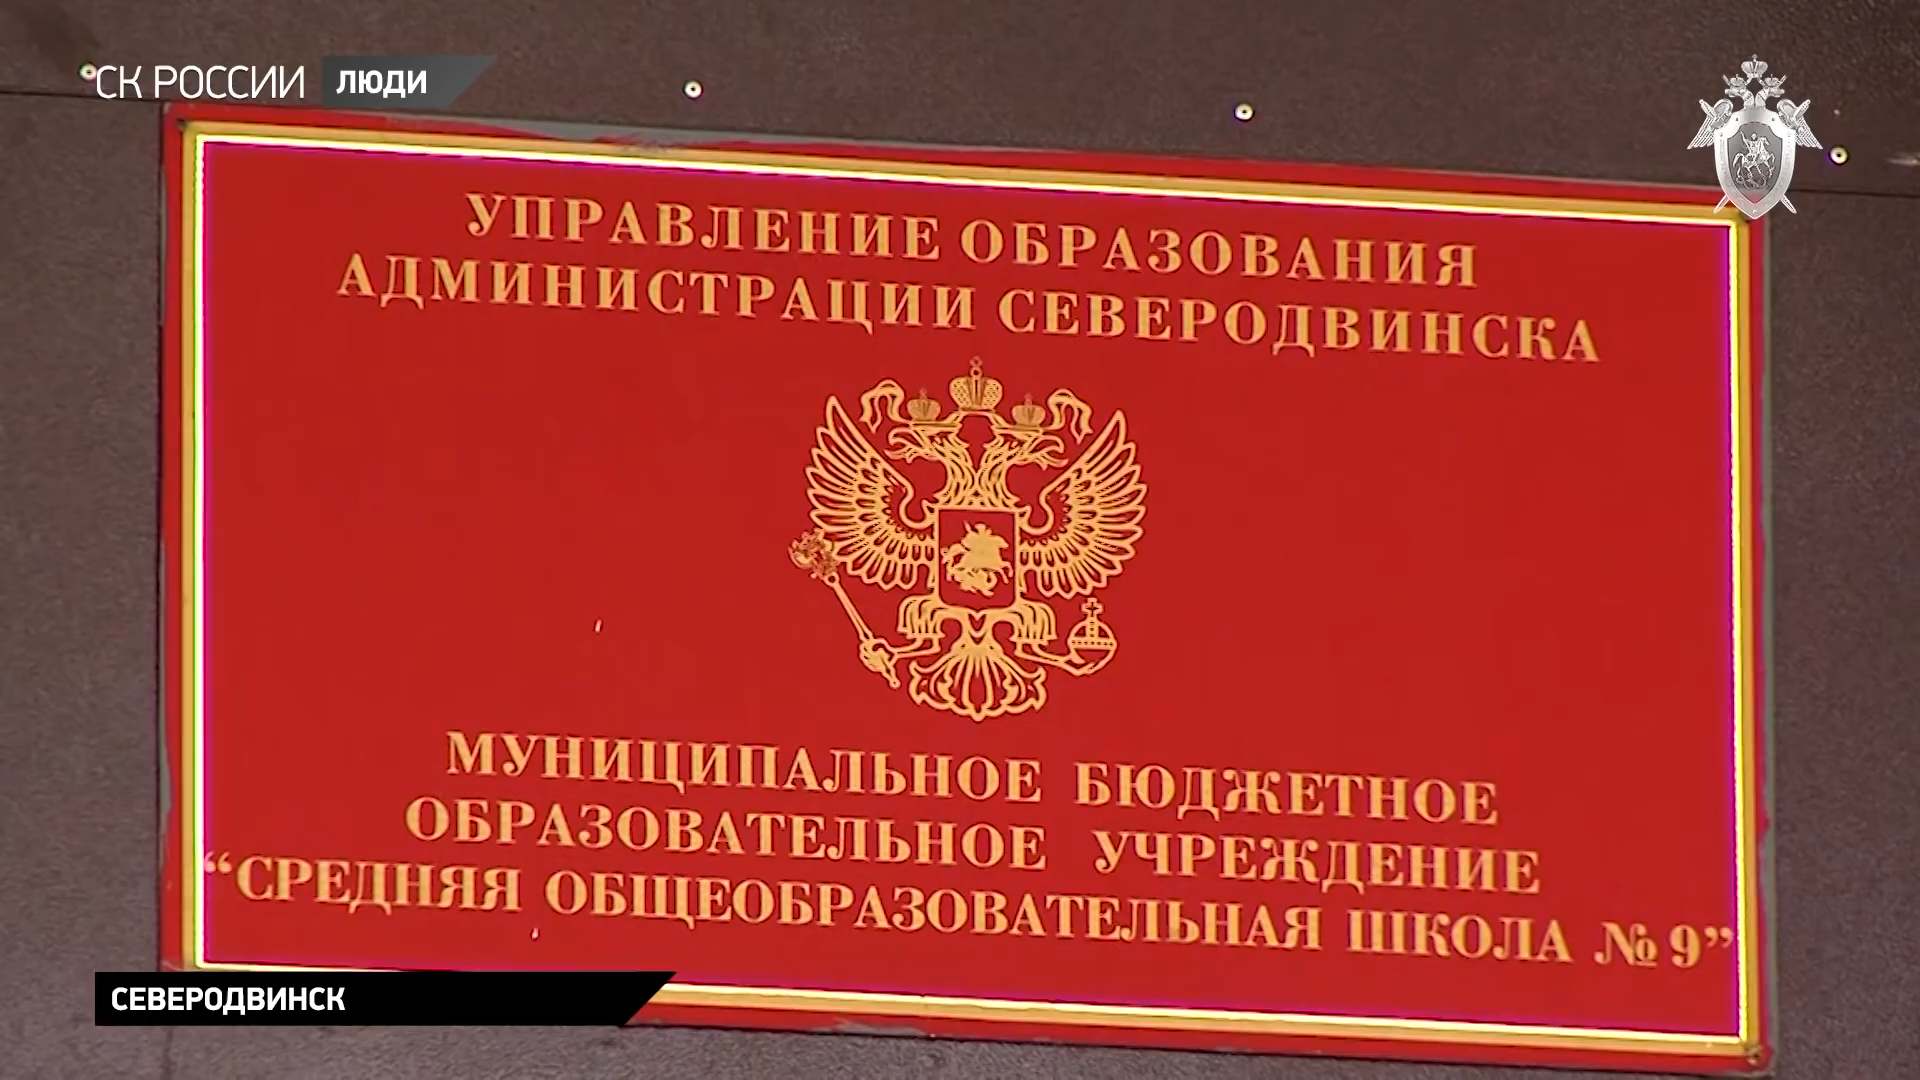 СК РОССИИ ЛЮДИ
УПРАВЛЕНИЕ ОБРАЗОВАНИЯ
АДМИНИСТРАЦИИ СЕВЕРОДВИНСКА
МУНИЦИПАЛЬНОЕ БЮДЖЕТНОЕ
ОБРАЗОВАТЕЛЬНОЕ УЧРЕЖДЕНИЕ
“СРЕДНЯЯ ОБЩЕОБРАЗОВАТЕЛЬНАЯ ШКОЛА № 9”
СЕВЕРОДВИНСК